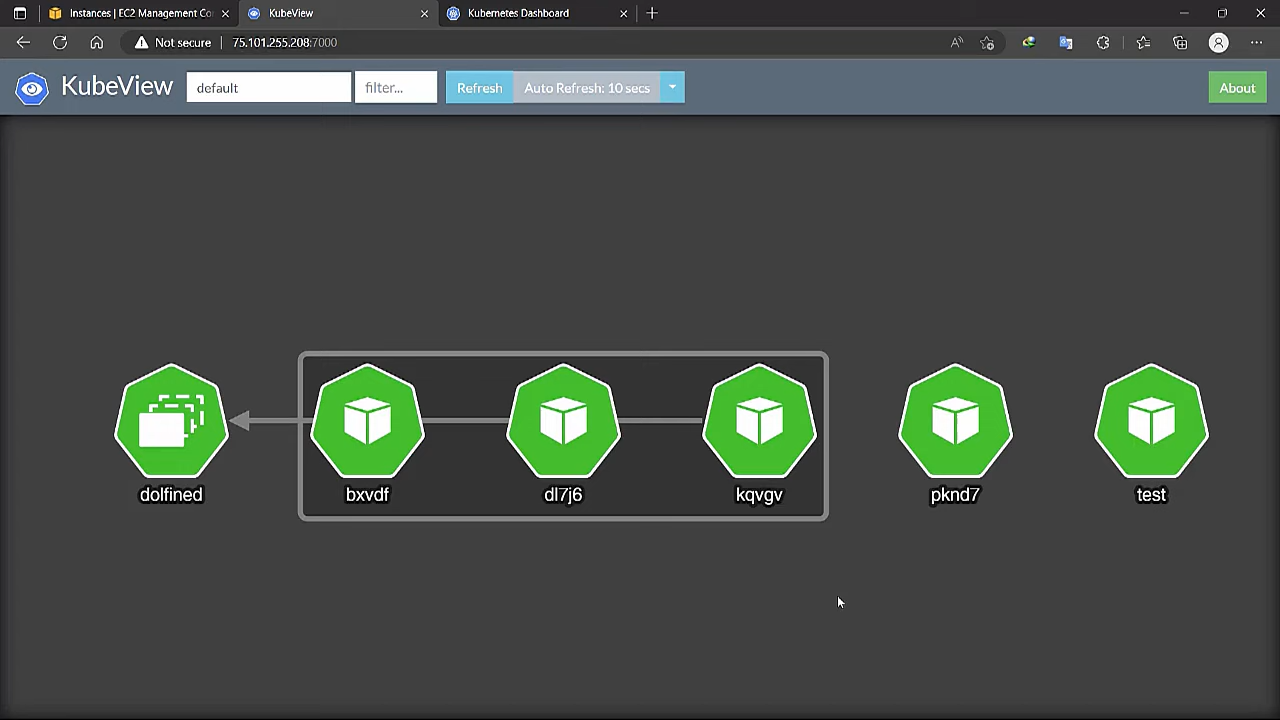 Instances | EC2 Management Co
KubeView
Kubernetes Dashboard
Not secure
75.101.255.208:7000
KubeView
default
filter...
Refresh
Auto Refresh: 10 secs
About
dolfined
bxvdf
dl7j6
kqvgv
pknd7
test